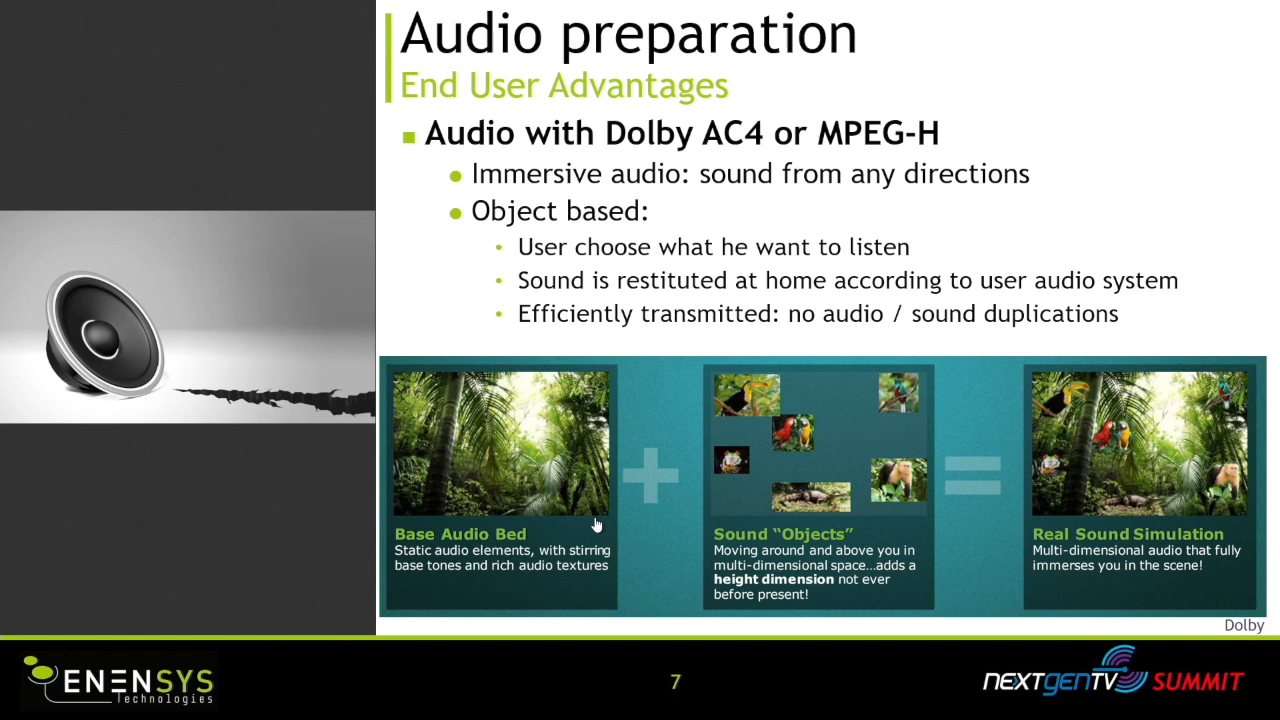 Audio preparation
End User Advantages
Audio with Dolby AC4 or MPEG-H
Immersive audio: sound from any directions
Object based:
User choose what he want to listen
Sound is restituted at home according to user audio system
Efficiently transmitted: no audio / sound duplications
Base Audio Bed
Static audio elements, with stirring
base tones and rich audio textures
Sound “Objects”
Moving around and above you in
multi-dimensional space…adds a
height dimension not ever
before present!
Real Sound Simulation
Multi-dimensional audio that fully
immerses you in the scene!
Dolby
ENENSYS
Technologies
7
NEXTGENTV SUMMIT